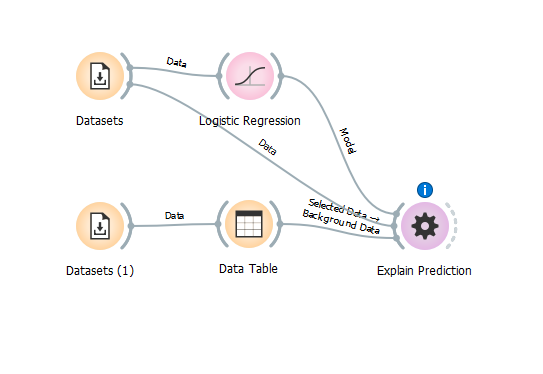 Data
Datasets
Logistic Regression
Model
Data
Selected Data →
Background Data
Data
i
Datasets (1)
Data Table
Explain Prediction